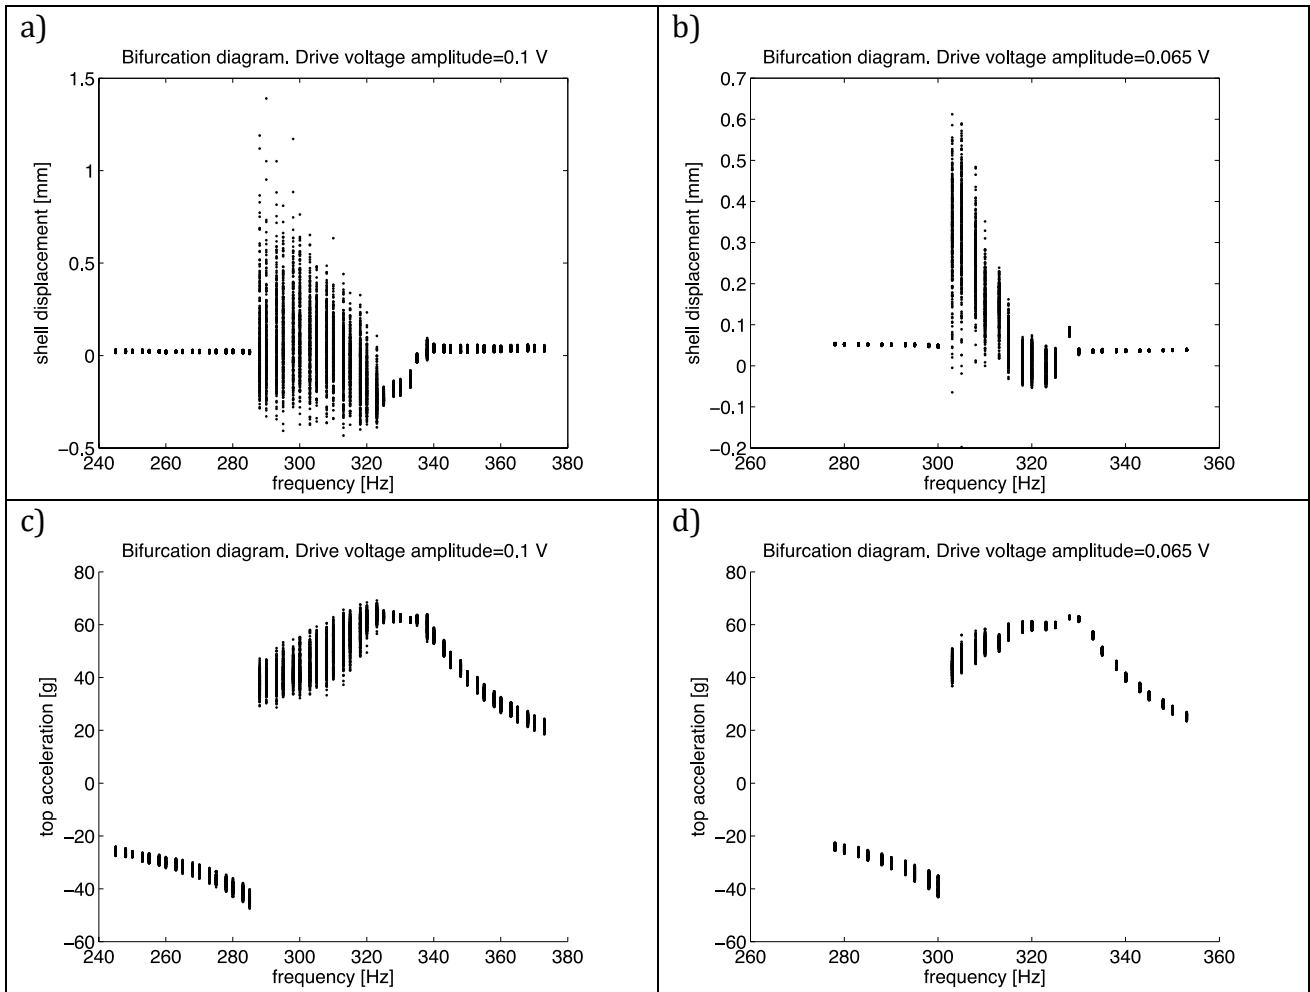 a)
Bifurcation diagram. Drive voltage amplitude=0.1 V
1.5
1
0.5
0
−0.5
shell displacement [mm]
240 260 280 300 320 340 360 380
frequency [Hz]
b)
Bifurcation diagram. Drive voltage amplitude=0.065 V
0.7
0.6
0.5
0.4
0.3
0.2
0.1
0
−0.1
−0.2
shell displacement [mm]
260 280 300 320 340 360
frequency [Hz]
c)
Bifurcation diagram. Drive voltage amplitude=0.1 V
80
60
40
20
0
−20
−40
−60
top acceleration [g]
240 260 280 300 320 340 360 380
frequency [Hz]
d)
Bifurcation diagram. Drive voltage amplitude=0.065 V
80
60
40
20
0
−20
−40
−60
top acceleration [g]
260 280 300 320 340 360
frequency [Hz]